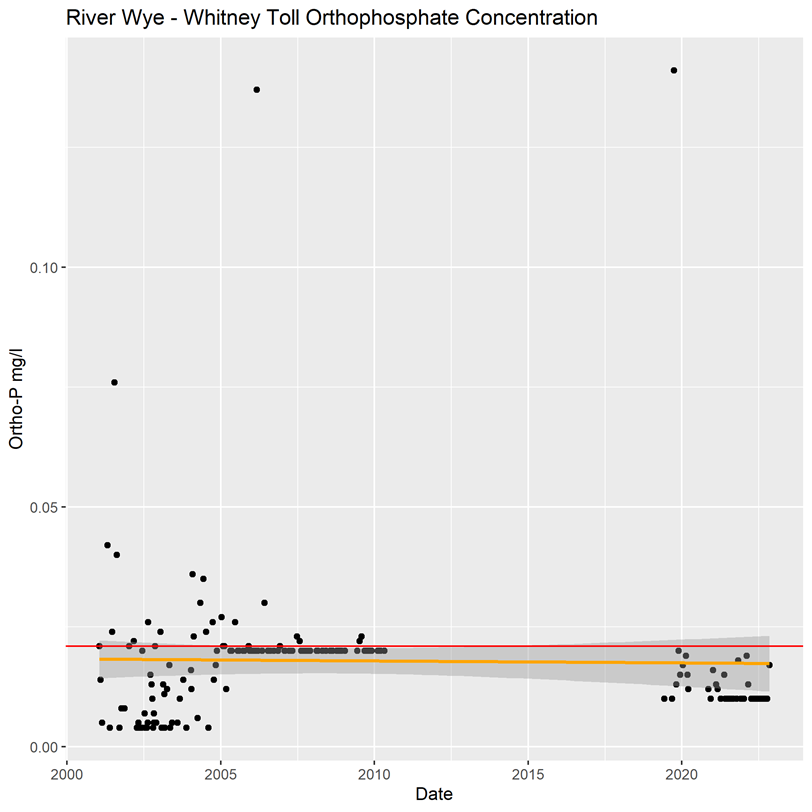 River Wye - Whitney Toll Orthophosphate Concentration
0.10
0.05
0.00
Ortho-P mg/l
2000 2005 2010 2015 2020
Date